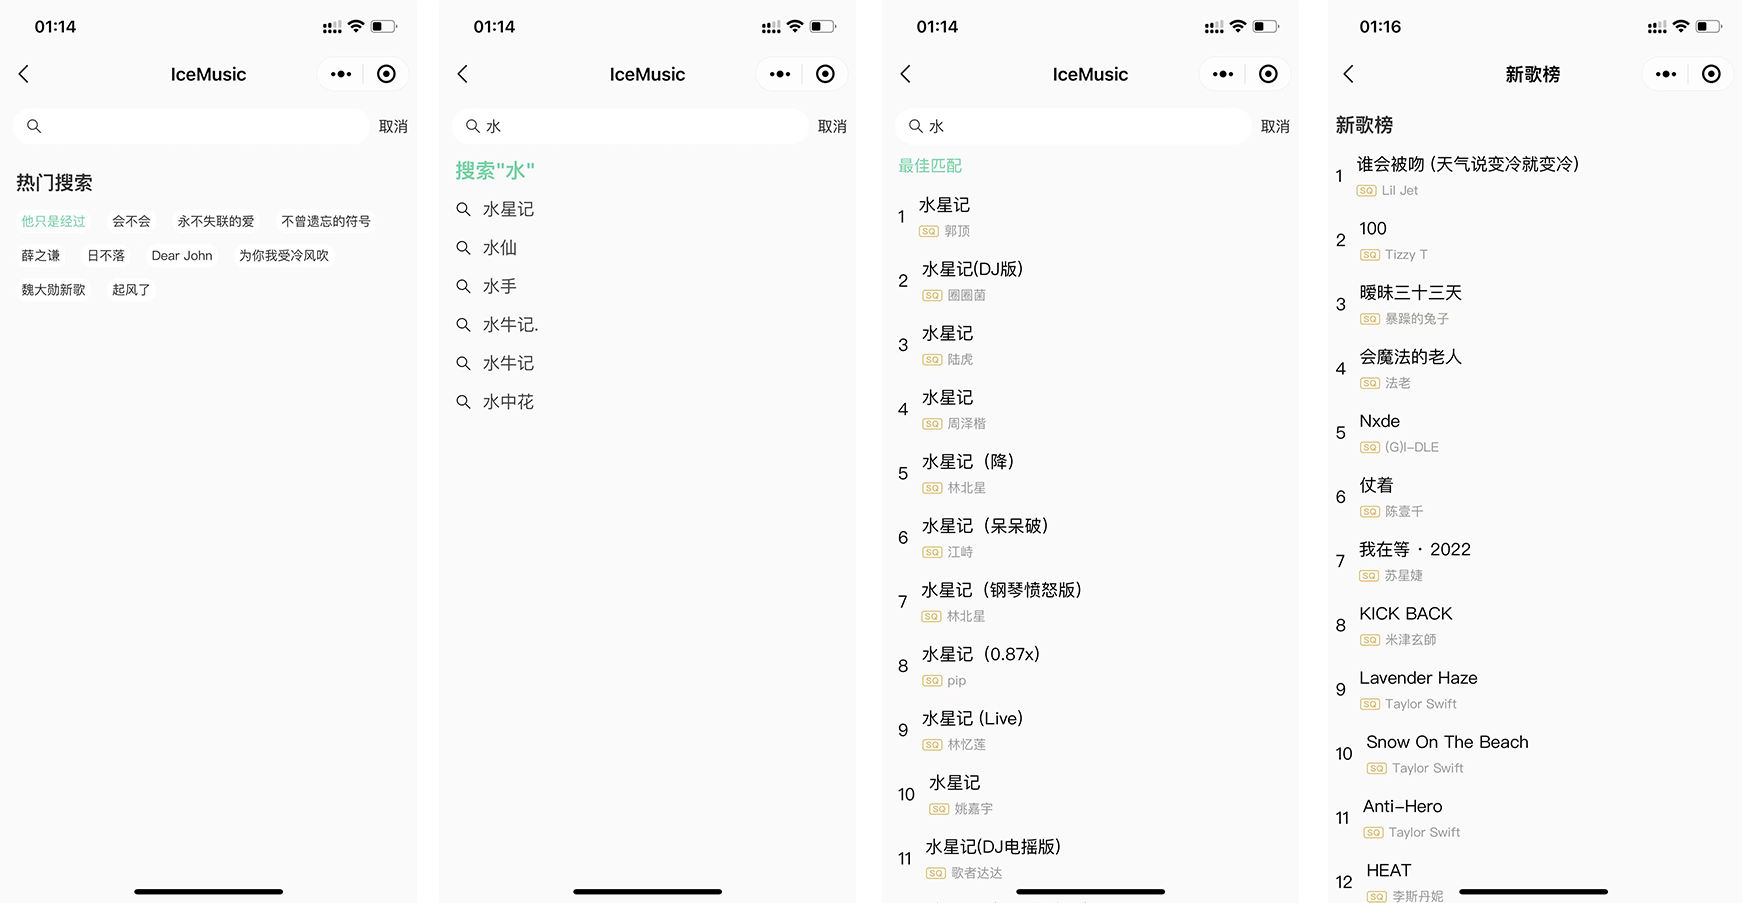 01:14
IceMusic
取消
热门搜索
他只是经过 会不会 永不失联的爱 不曾遗忘的符号
薛之谦 日不落 Dear John 为你我受冷风吹
魏大勋新歌 起风了
01:14
IceMusic
水 取消
搜索"水"
水星记
水仙
水手
水牛记.
水牛记
水中花
01:14
IceMusic
水 取消
最佳匹配
1 水星记
SQ 郭顶
2 水星记(DJ版)
SQ 圈圈菌
3 水星记
SQ 陆虎
4 水星记
SQ 周泽楷
5 水星记（降）
SQ 林北星
6 水星记（呆呆破）
SQ 江峙
7 水星记（钢琴愤怒版）
SQ 林北星
8 水星记（0.87x）
SQ pip
9 水星记 (Live)
SQ 林忆莲
10 水星记
SQ 姚嘉宇
11 水星记(DJ电摇版)
SQ 歌者达达
01:16
新歌榜
新歌榜
1 谁会被吻 (天气说变冷就变冷)
SQ Lil Jet
2 100
SQ Tizzy T
3 暧昧三十三天
SQ 暴躁的兔子
4 会魔法的老人
SQ 法老
5 Nxde
SQ (G)I-DLE
6 仗着
SQ 陈壹千
7 我在等 · 2022
SQ 苏星婕
8 KICK BACK
SQ 米津玄師
9 Lavender Haze
SQ Taylor Swift
10 Snow On The Beach
SQ Taylor Swift
11 Anti-Hero
SQ Taylor Swift
12 HEAT
SQ 李斯丹妮